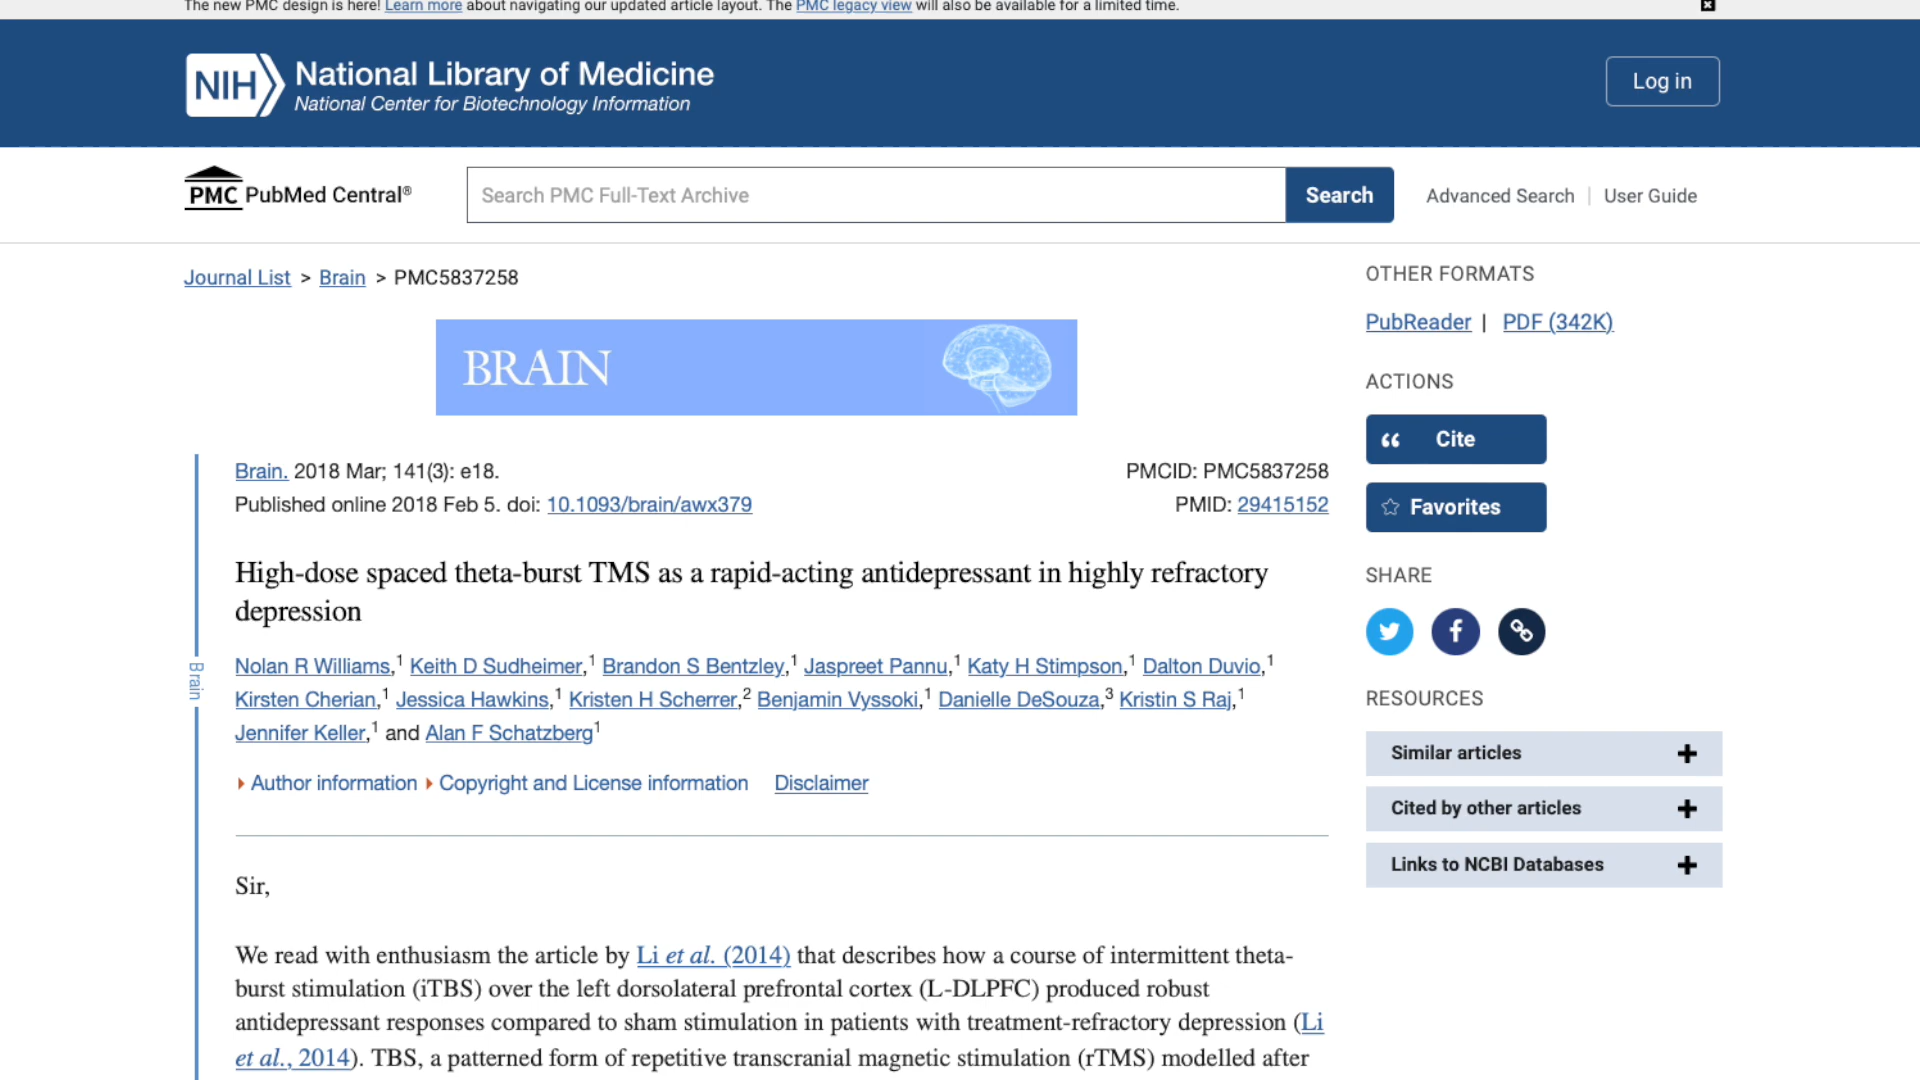 The new PMC design is here! Learn more about navigating our updated article layout. The PMC legacy view will also be available for a limited time.
NIH National Library of Medicine
National Center for Biotechnology Information
Log in
PMC PubMed Central®
Search PMC Full-Text Archive
Search
Advanced Search | User Guide
Journal List > Brain > PMC5837258
BRAIN
Brain. 2018 Mar; 141(3): e18.
PMCID: PMC5837258
Published online 2018 Feb 5. doi: 10.1093/brain/awx379
PMID: 29415152
High-dose spaced theta-burst TMS as a rapid-acting antidepressant in highly refractory
depression
Brain
Nolan R Williams,1 Keith D Sudheimer,1 Brandon S Bentzley,1 Jaspreet Pannu,1 Katy H Stimpson,1 Dalton Duvio,1
Kirsten Cherian,1 Jessica Hawkins,1 Kristen H Scherrer,2 Benjamin Vyssoki,1 Danielle DeSouza,3 Kristin S Raj,1
Jennifer Keller,1 and Alan F Schatzberg1
Author information Copyright and License information Disclaimer
Sir,
We read with enthusiasm the article by Li et al. (2014) that describes how a course of intermittent theta-
burst stimulation (iTBS) over the left dorsolateral prefrontal cortex (L-DLPFC) produced robust
antidepressant responses compared to sham stimulation in patients with treatment-refractory depression (Li
et al., 2014). TBS, a patterned form of repetitive transcranial magnetic stimulation (rTMS) modelled after
OTHER FORMATS
PubReader | PDF (342K)
ACTIONS
Cite
Favorites
SHARE
RESOURCES
Similar articles
Cited by other articles
Links to NCBI Databases